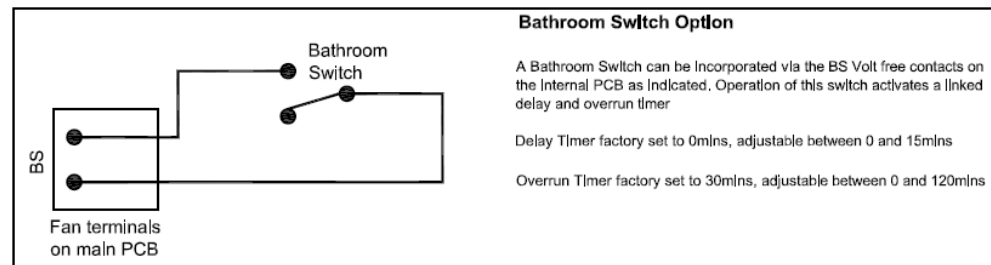 Bathroom Switch Option
Bathroom
Switch
A Bathroom Switch can be Incorporated via the BS Volt free contacts on
the Internal PCB as Indicated. Operation of this switch activates a linked
delay and overrun timer
Delay Timer factory set to 0mins, adjustable between 0 and 15mins
Overrun Timer factory set to 30mins, adjustable between 0 and 120mins
BS
Fan terminals
on main PCB